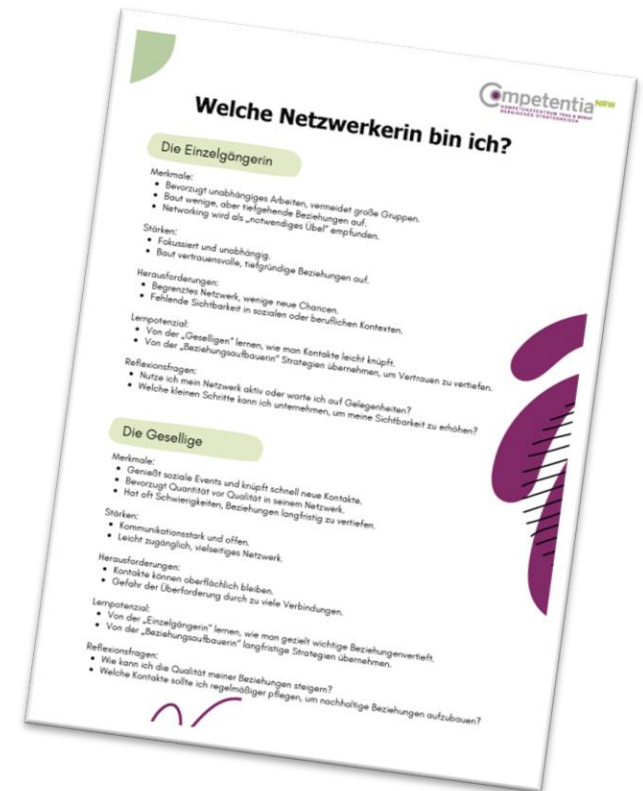 Competentia NRW
KOMPETENZZENTRUM FRAU & BERUF
BERGISCHES STÄDTEDREIECK
Welche Netzwerkerin bin ich?
Die Einzelgängerin
Merkmale:
• Bevorzugt unabhängiges Arbeiten, vermeidet große Gruppen.
• Baut wenige, aber tiefgehende Beziehungen auf.
• Networking wird als „notwendiges Übel" empfunden.
Stärken:
• Fokussiert und unabhängig.
• Baut vertrauensvolle, tiefgründige Beziehungen auf.
Herausforderungen:
• Begrenztes Netzwerk, wenige neue Chancen.
• Fehlende Sichtbarkeit in sozialen oder beruflichen Kontexten.
Lernpotenzial:
• Von der „Geselligen" lernen, wie man Kontakte leicht knüpft.
• Von der „Beziehungsaufbauerin" Strategien übernehmen, um Vertrauen zu vertiefen.
Reflexionsfragen:
• Nutze ich mein Netzwerk aktiv oder warte ich auf Gelegenheiten?
• Welche kleinen Schritte kann ich unternehmen, um meine Sichtbarkeit zu erhöhen?
Die Gesellige
Merkmale:
• Genießt soziale Events und knüpft schnell neue Kontakte.
• Bevorzugt Quantität vor Qualität in seinem Netzwerk.
• Hat oft Schwierigkeiten, Beziehungen langfristig zu vertiefen.
Stärken:
• Kommunikationsstark und offen.
• Leicht zugänglich, vielseitiges Netzwerk.
Herausforderungen:
• Kontakte können oberflächlich bleiben.
• Gefahr der Überforderung durch zu viele Verbindungen.
Lernpotenzial:
• Von der „Einzelgängerin" lernen, wie man gezielt wichtige Beziehungenvertieft.
• Von der „Beziehungsaufbauerin" langfristige Strategien übernehmen.
Reflexionsfragen:
• Wie kann ich die Qualität meiner Beziehungen steigern?
• Welche Kontakte sollte ich regelmäßiger pflegen, um nachhaltige Beziehungen aufzubauen?